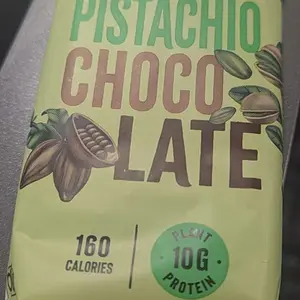 PISTACHIO
CHOCO
LATE
160
CALORIES
PLANT
10G
PROTEIN